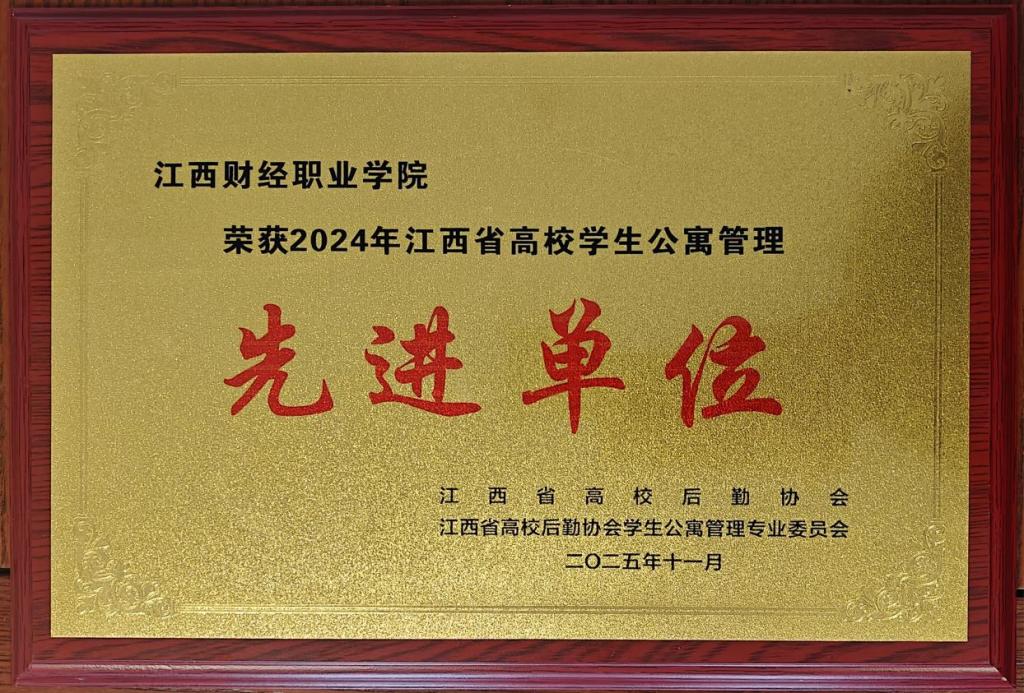 江西财经职业学院
荣获2024年江西省高校学生公寓管理
先进单位
江西省高校后勤协会
江西省高校后勤协会学生公寓管理专业委员会
二〇二五年十一月